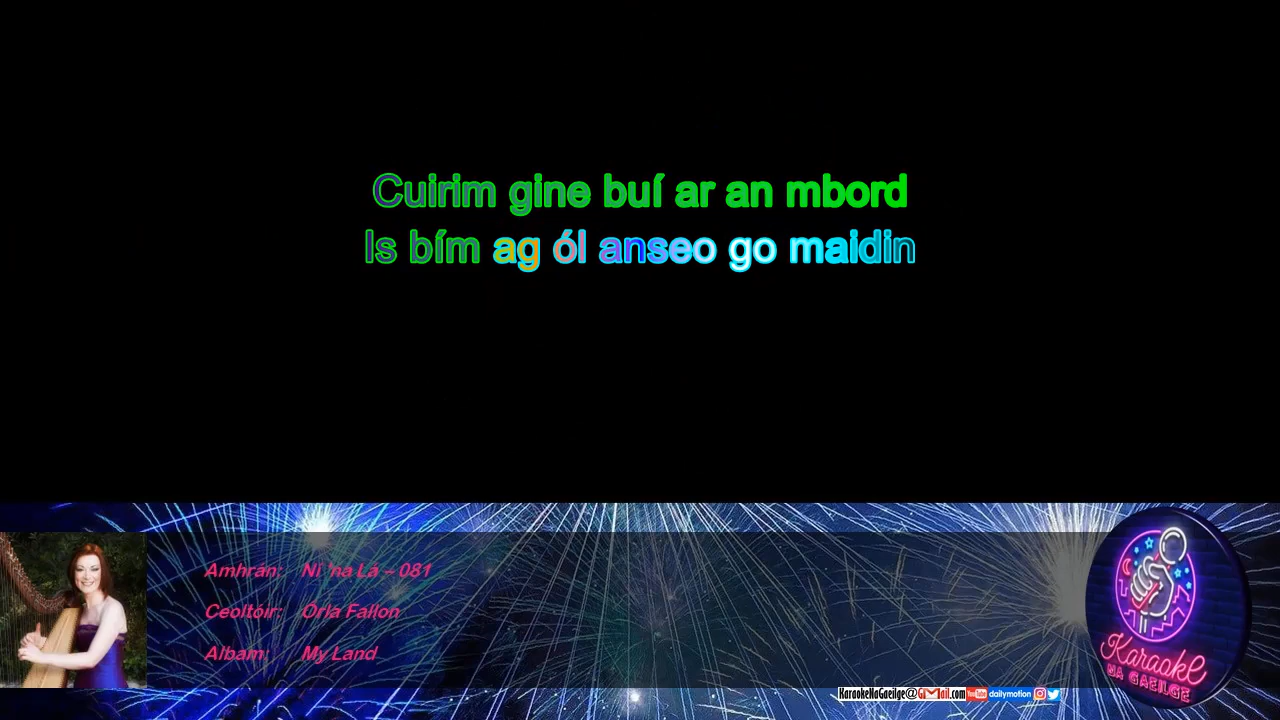 Cuirim gine buí ar an mbord
Is bím ag ól anseo go maidin
Amhrán: Ní 'na Lá – 081
Ceoltóir: Órla Fallon
Albam: My Land
KaraokeNaGaeilge@GMail.com YouTube dailymotion
Karaoke
NA GAEILGE